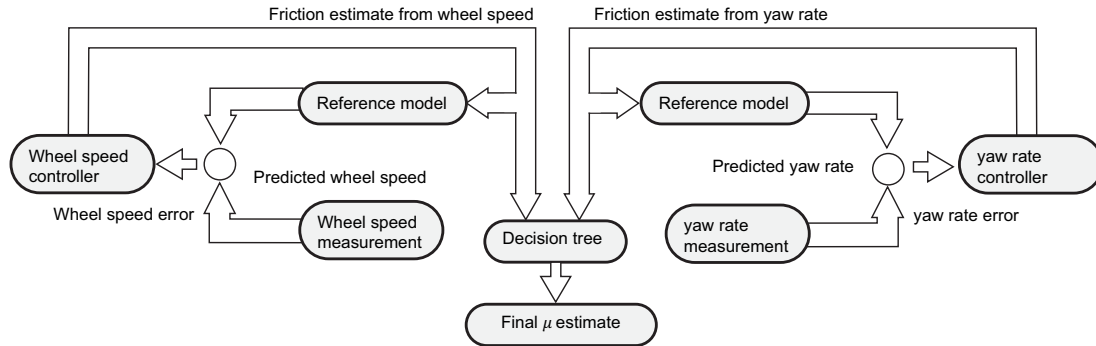 Friction estimate from wheel speed
Friction estimate from yaw rate
Reference model
Reference model
Wheel speed
controller
Predicted wheel speed
Predicted yaw rate
yaw rate
controller
Wheel speed error
Wheel speed
measurement
Decision tree
yaw rate
measurement
yaw rate error
Final μ estimate